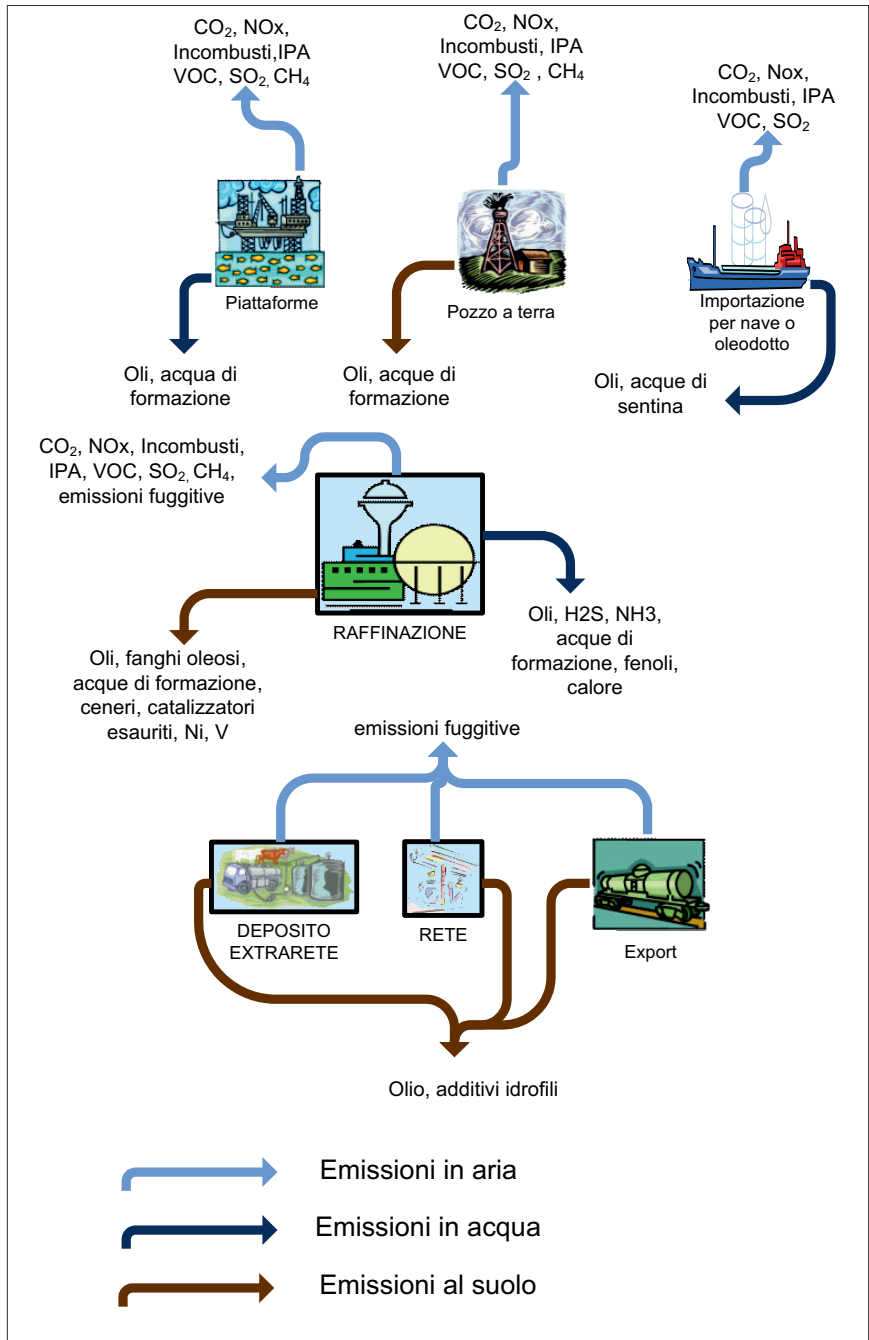 CO₂, NOx,
Incombusti,IPA
VOC, SO₂, CH₄
CO₂, NOx,
Incombusti, IPA
VOC, SO₂ , CH₄
CO₂, Nox,
Incombusti, IPA
VOC, SO₂
Piattaforme
Pozzo a terra
Importazione
per nave o
oleodotto
Oli, acqua di
formazione
Oli, acque di
formazione
Oli, acque di
sentina
CO₂, NOx, Incombusti,
IPA, VOC, SO₂, CH₄,
emissioni fuggitive
RAFFINAZIONE
Oli, H2S, NH3,
acque di
formazione, fenoli,
calore
Oli, fanghi oleosi,
acque di formazione,
ceneri, catalizzatori
esauriti, Ni, V
emissioni fuggitive
DEPOSITO
EXTRARETE
RETE
Export
Olio, additivi idrofili
Emissioni in aria
Emissioni in acqua
Emissioni al suolo